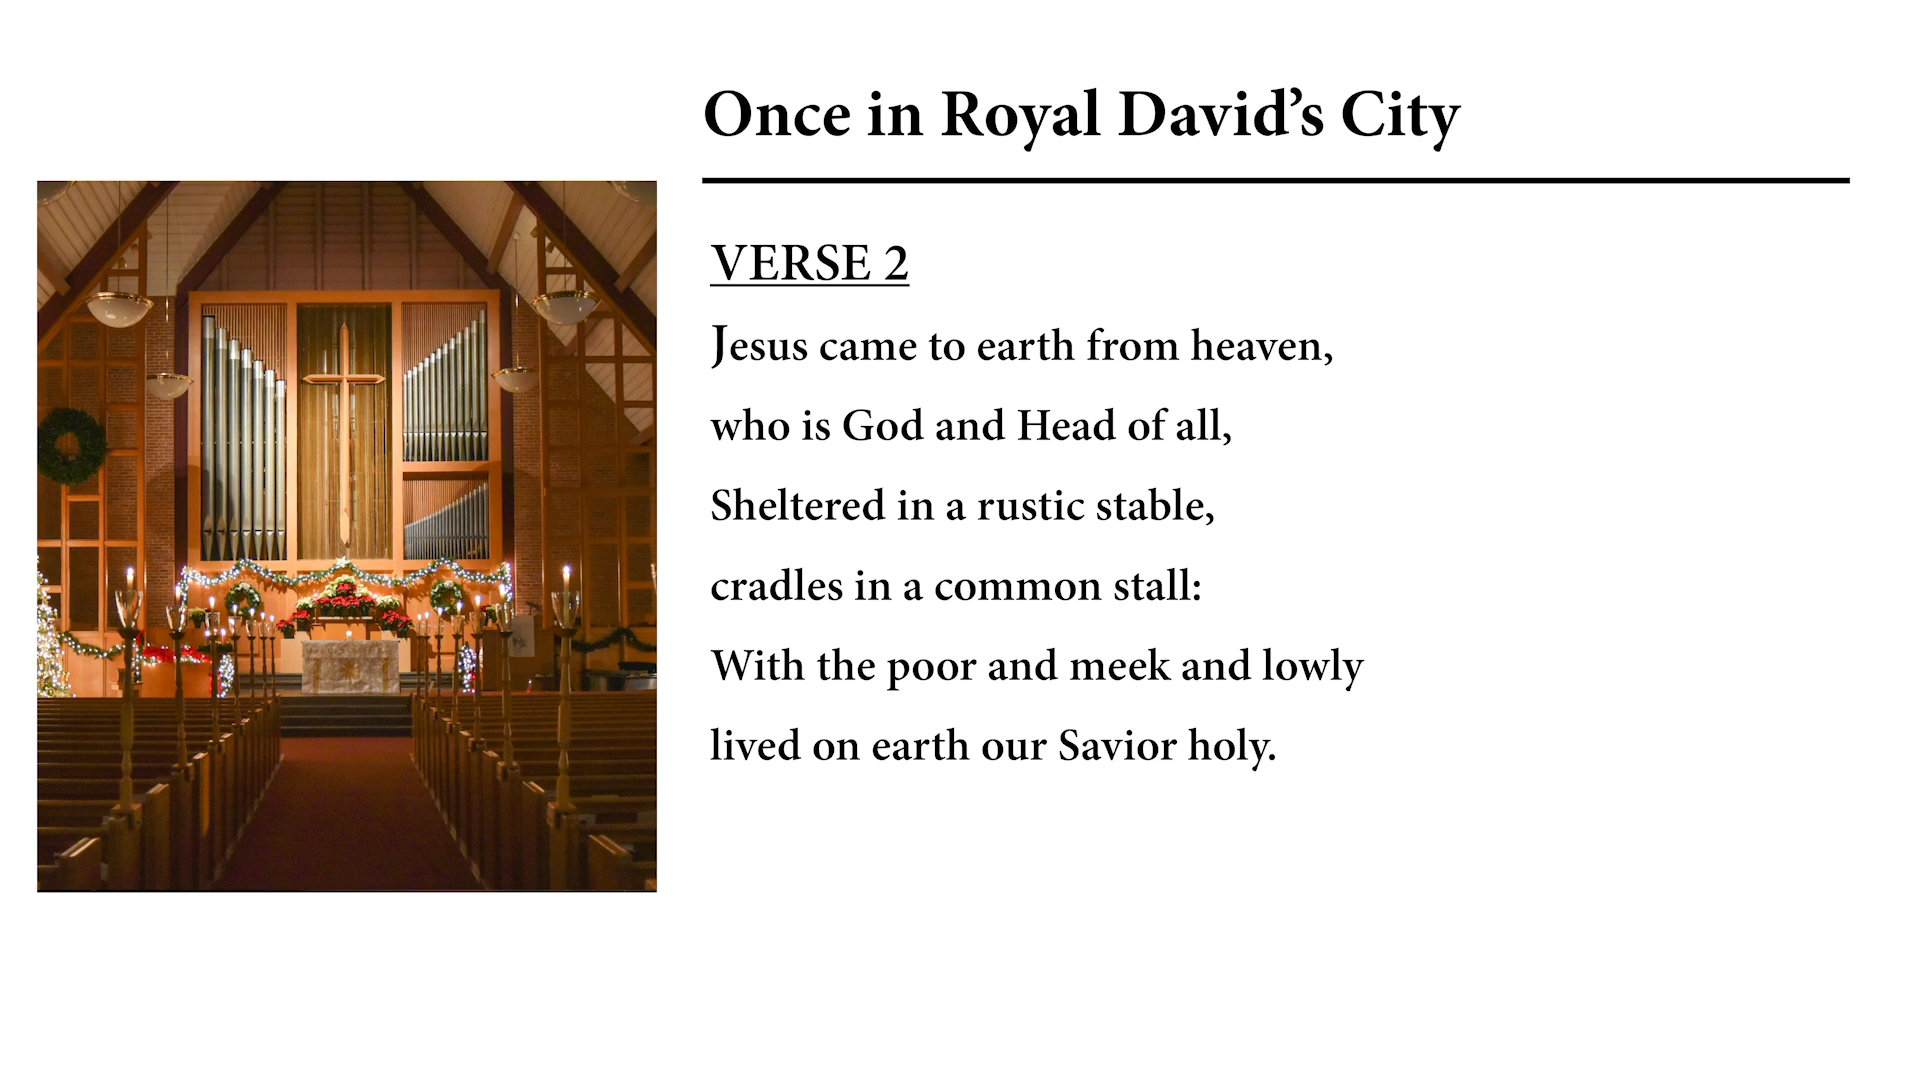 Once in Royal David’s City
VERSE 2
Jesus came to earth from heaven,
who is God and Head of all,
Sheltered in a rustic stable,
cradles in a common stall:
With the poor and meek and lowly
lived on earth our Savior holy.